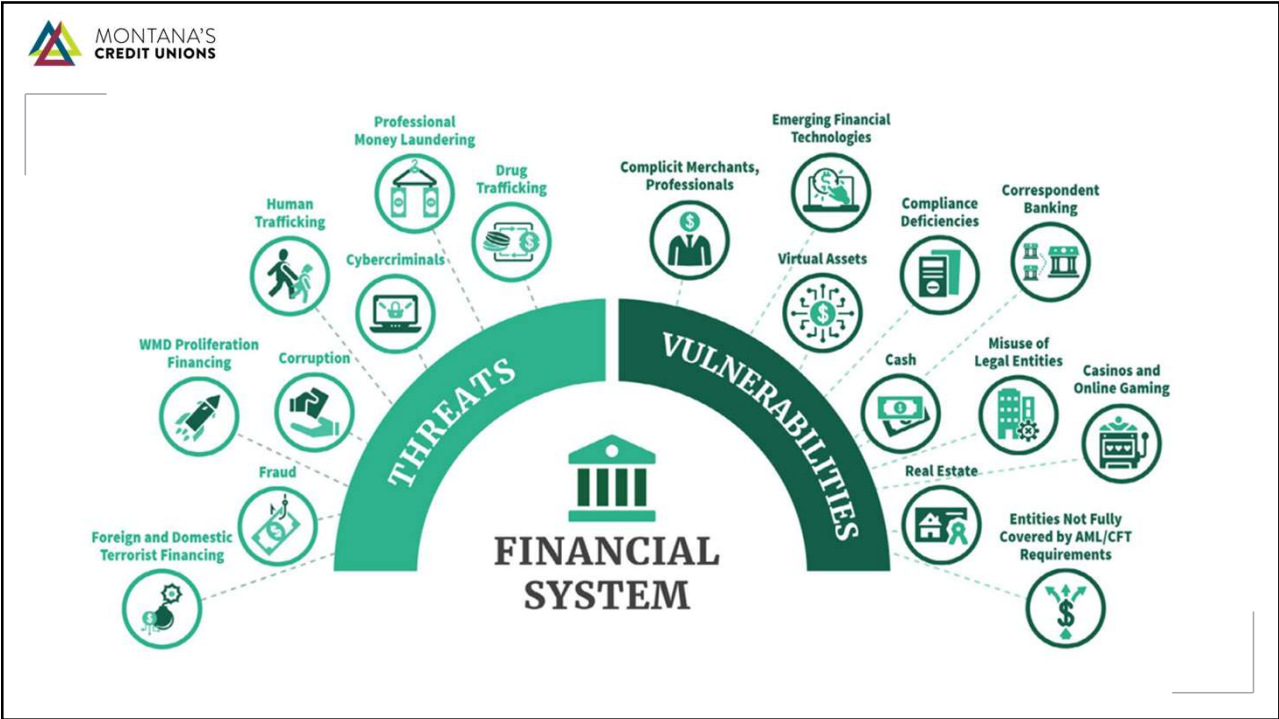 MONTANA'S
CREDIT UNIONS
Professional
Money Laundering
Drug
Trafficking
Human
Trafficking
Cybercriminals
WMD Proliferation
Financing
Corruption
Fraud
Foreign and Domestic
Terrorist Financing
THREATS
Emerging Financial
Technologies
Complicit Merchants,
Professionals
Compliance
Deficiencies
Correspondent
Banking
Virtual Assets
Cash
Misuse of
Legal Entities
Casinos and
Online Gaming
Real Estate
Entities Not Fully
Covered by AML/CFT
Requirements
VULNERABILITIES
FINANCIAL
SYSTEM